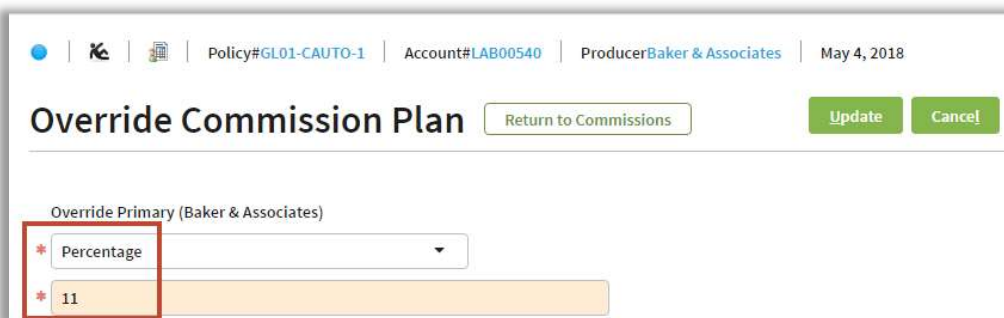 Policy#GL01-CAUTO-1 Account#LAB00540 ProducerBaker & Associates May 4, 2018
Override Commission Plan Return to Commissions Update Cancel
Override Primary (Baker & Associates)
* Percentage
* 11